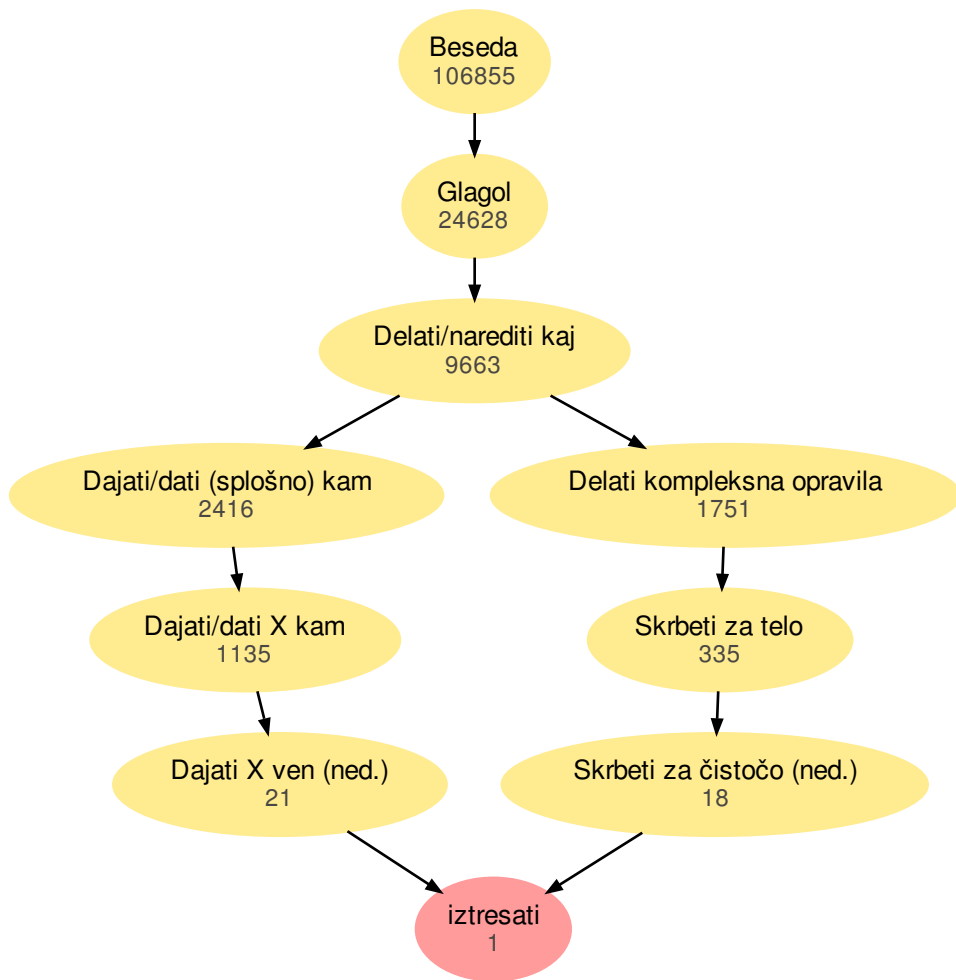 Beseda
106855
Glagol
24628
Delati/narediti kaj
9663
Dajati/dati (splošno) kam
2416
Delati kompleksna opravila
1751
Dajati/dati X kam
1135
Skrbeti za telo
335
Dajati X ven (ned.)
21
Skrbeti za čistočo (ned.)
18
iztresati
1